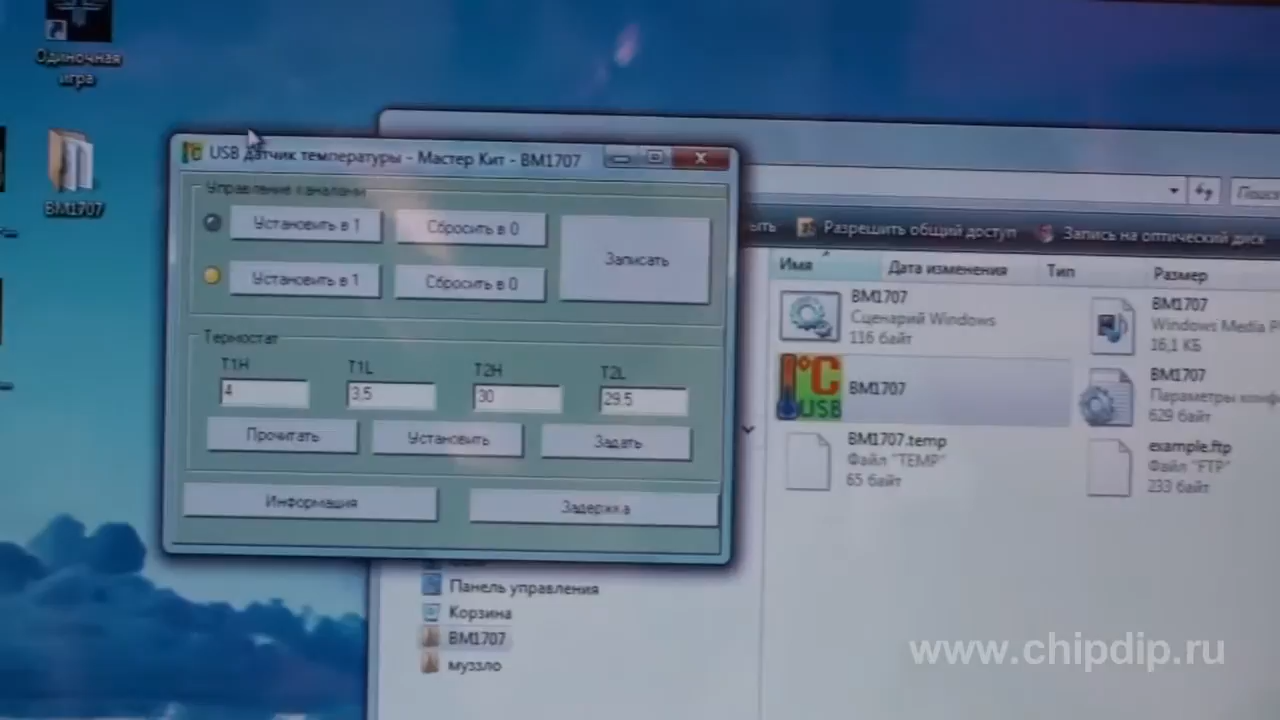 Одиночная
игра
BM1707
USB датчик температуры - Мастер Кит - BM1707
Управление каналами
Установить в 1
Сбросить в 0
Записать
Установить в 1
Сбросить в 0
Термостат
T1H
T1L
T2H
T2L
4
3.5
30
29.5
Прочитать
Установить
Задать
Информация
Задержка
Поиск
Разрешить общий доступ
Запись на оптический диск
Имя
Дата изменения
Тип
Размер
BM1707
Сценарий Windows
116 байт
BM1707
Windows Media P
16,1 КБ
BM1707
°C
USB
BM1707
Параметры конф
629 байт
BM1707.temp
Файл "TEMP"
65 байт
example.ftp
Файл "FTP"
233 байт
Панель управления
Корзина
BM1707
муззло
www.chipdip.ru